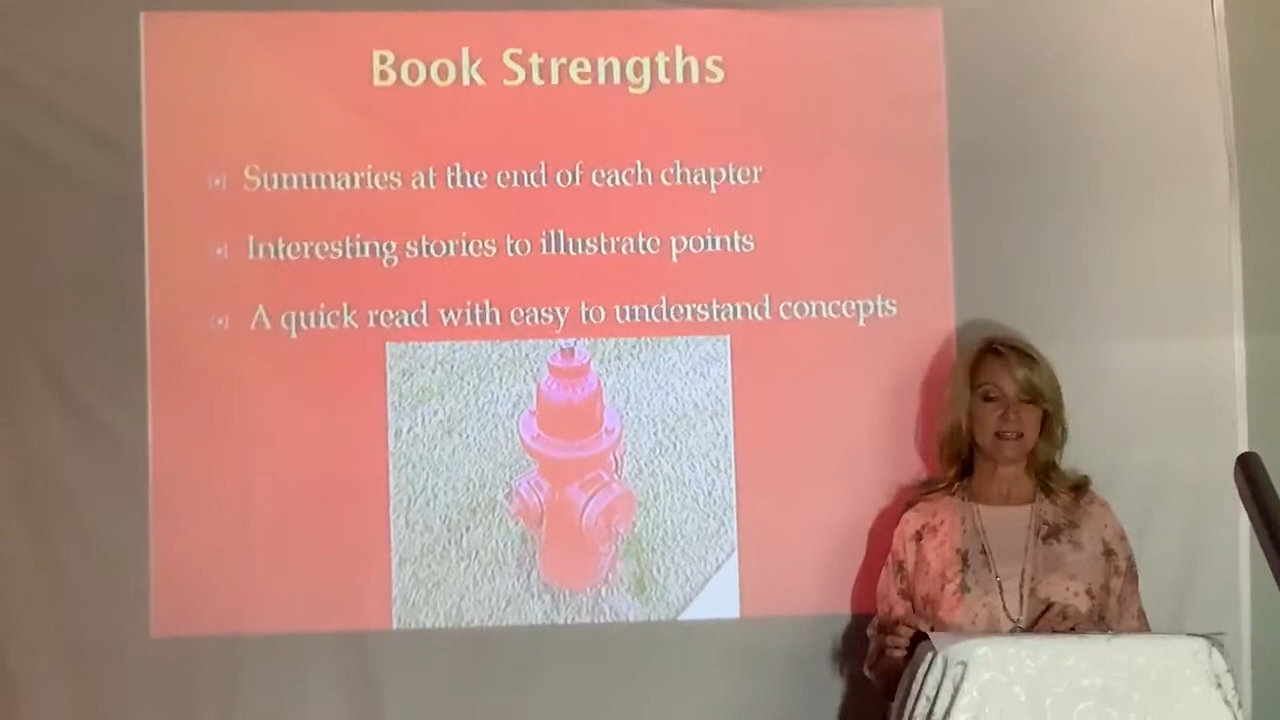 Book Strengths
Summaries at the end of each chapter
Interesting stories to illustrate points
A quick read with easy to understand concepts